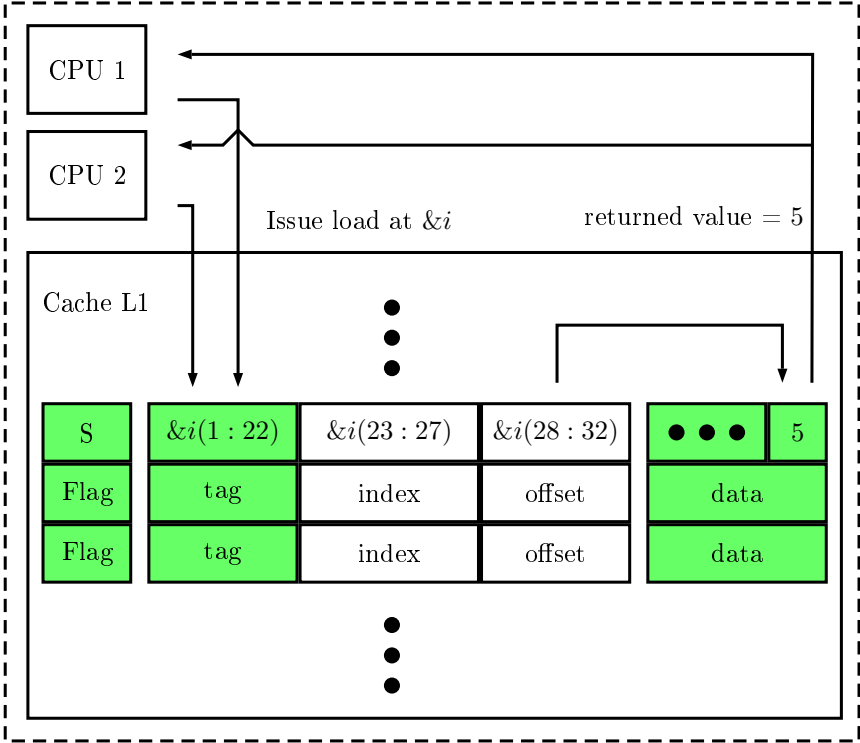 CPU 1
CPU 2
Issue load at &i
returned value = 5
Cache L1
S &i(1 : 22) &i(23 : 27) &i(28 : 32) 5
Flag tag index offset data
Flag tag index offset data